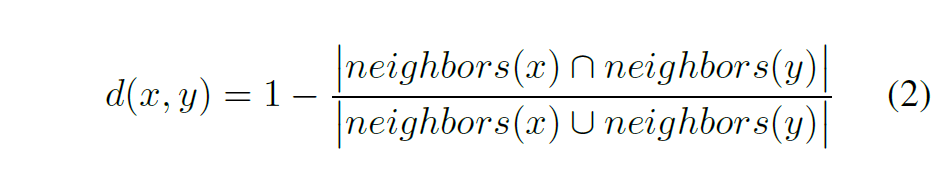 d(x, y) = 1 − |neighbors(x) ∩ neighbors(y)| / |neighbors(x) ∪ neighbors(y)| (2)